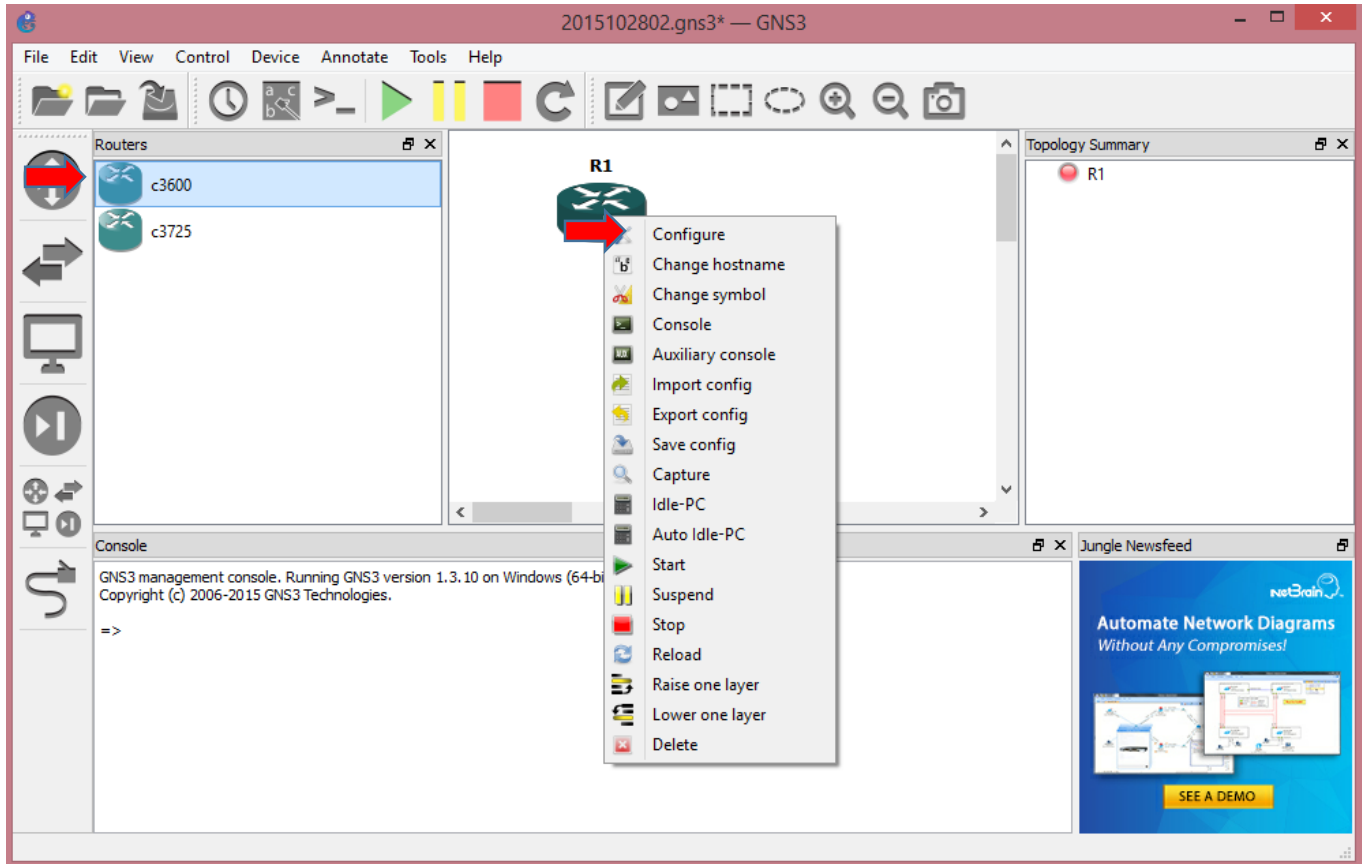 2015102802.gns3* — GNS3
File Edit View Control Device Annotate Tools Help
Routers
c3600
c3725
R1
Topology Summary
R1
Configure
Change hostname
Change symbol
Console
Auxiliary console
Import config
Export config
Save config
Capture
Idle-PC
Auto Idle-PC
Start
Suspend
Stop
Reload
Raise one layer
Lower one layer
Delete
Console
GNS3 management console. Running GNS3 version 1.3.10 on Windows (64-bi
Copyright (c) 2006-2015 GNS3 Technologies.
=>
Jungle Newsfeed
NetBrain
Automate Network Diagrams
Without Any Compromises!
SEE A DEMO